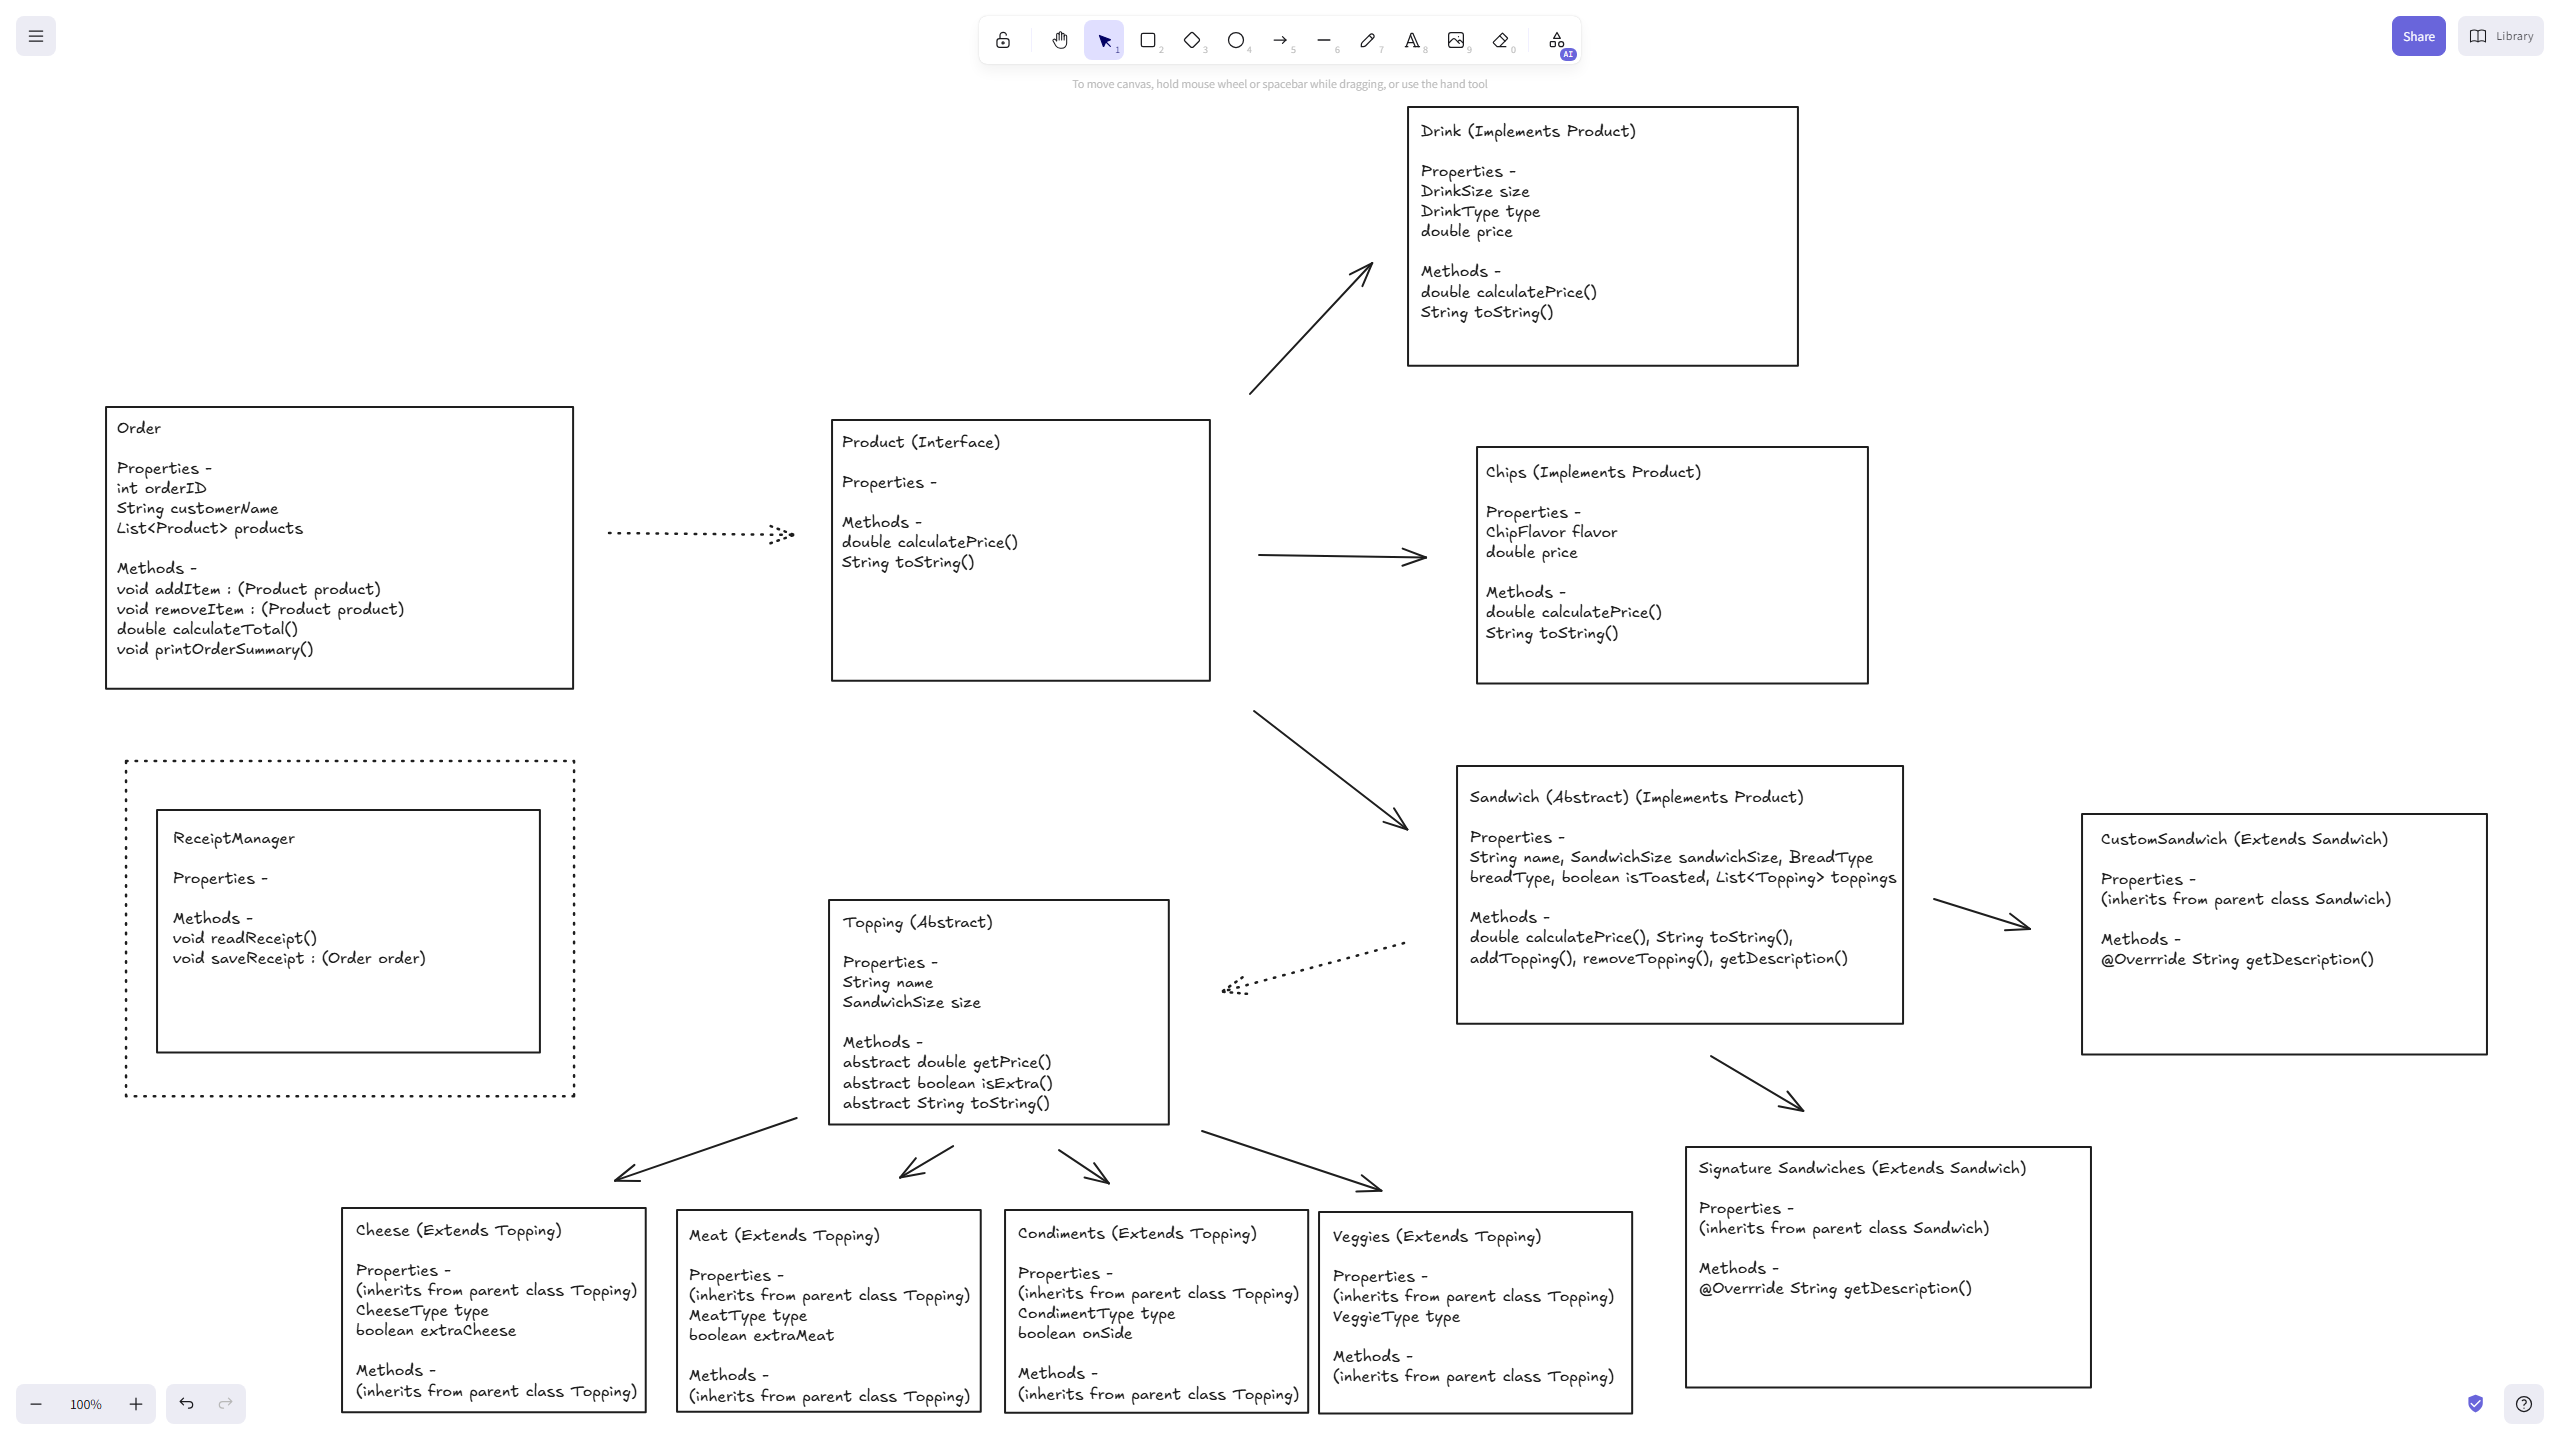 1
2
3
4
5
6
7
8
9
0
AI
Share
Library
To move canvas, hold mouse wheel or spacebar while dragging, or use the hand tool
Drink (Implements Product)
Properties -
DrinkSize size
DrinkType type
double price
Methods -
double calculatePrice()
String toString()
Order
Properties -
int orderID
String customerName
List<Product> products
Methods -
void addItem : (Product product)
void removeItem : (Product product)
double calculateTotal()
void printOrderSummary()
Product (Interface)
Properties -
Methods -
double calculatePrice()
String toString()
Chips (Implements Product)
Properties -
ChipFlavor flavor
double price
Methods -
double calculatePrice()
String toString()
ReceiptManager
Properties -
Methods -
void readReceipt()
void saveReceipt : (Order order)
Topping (Abstract)
Properties -
String name
SandwichSize size
Methods -
abstract double getPrice()
abstract boolean isExtra()
abstract String toString()
Sandwich (Abstract) (Implements Product)
Properties -
String name, SandwichSize sandwichSize, BreadType
breadType, boolean isToasted, List<Topping> toppings
Methods -
double calculatePrice(), String toString(),
addTopping(), removeTopping(), getDescription()
CustomSandwich (Extends Sandwich)
Properties -
(inherits from parent class Sandwich)
Methods -
@Overrride String getDescription()
Cheese (Extends Topping)
Properties -
(inherits from parent class Topping)
CheeseType type
boolean extraCheese
Methods -
(inherits from parent class Topping)
Meat (Extends Topping)
Properties -
(inherits from parent class Topping)
MeatType type
boolean extraMeat
Methods -
(inherits from parent class Topping)
Condiments (Extends Topping)
Properties -
(inherits from parent class Topping)
CondimentType type
boolean onSide
Methods -
(inherits from parent class Topping)
Veggies (Extends Topping)
Properties -
(inherits from parent class Topping)
VeggieType type
Methods -
(inherits from parent class Topping)
Signature Sandwiches (Extends Sandwich)
Properties -
(inherits from parent class Sandwich)
Methods -
@Overrride String getDescription()
100%